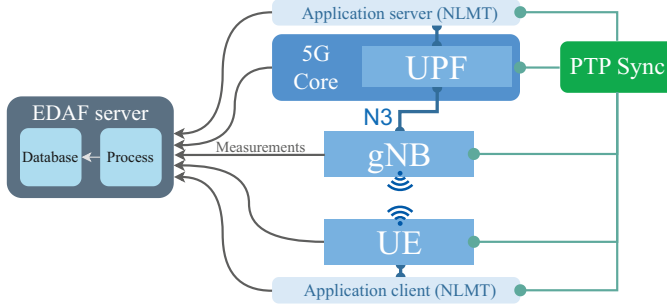 Application server (NLMT)
5G
Core
UPF
PTP Sync
N3
EDAF server
Database
Process
Measurements
gNB
UE
Application client (NLMT)